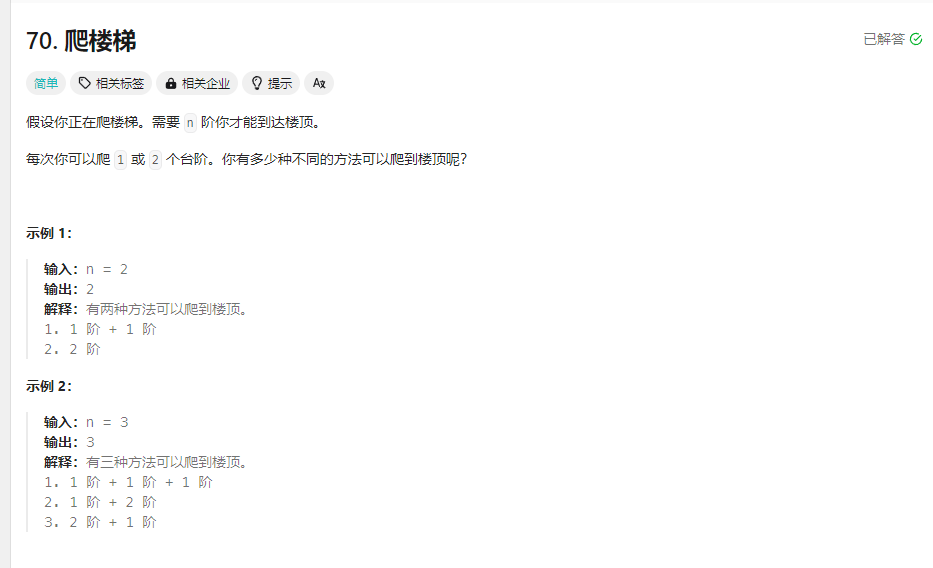 70. 爬楼梯
已解答
简单 相关标签 相关企业 提示 A文
假设你正在爬楼梯。需要 n 阶你才能到达楼顶。
每次你可以爬 1 或 2 个台阶。你有多少种不同的方法可以爬到楼顶呢？
示例 1：
输入：n = 2
输出：2
解释：有两种方法可以爬到楼顶。
1. 1 阶 + 1 阶
2. 2 阶
示例 2：
输入：n = 3
输出：3
解释：有三种方法可以爬到楼顶。
1. 1 阶 + 1 阶 + 1 阶
2. 1 阶 + 2 阶
3. 2 阶 + 1 阶